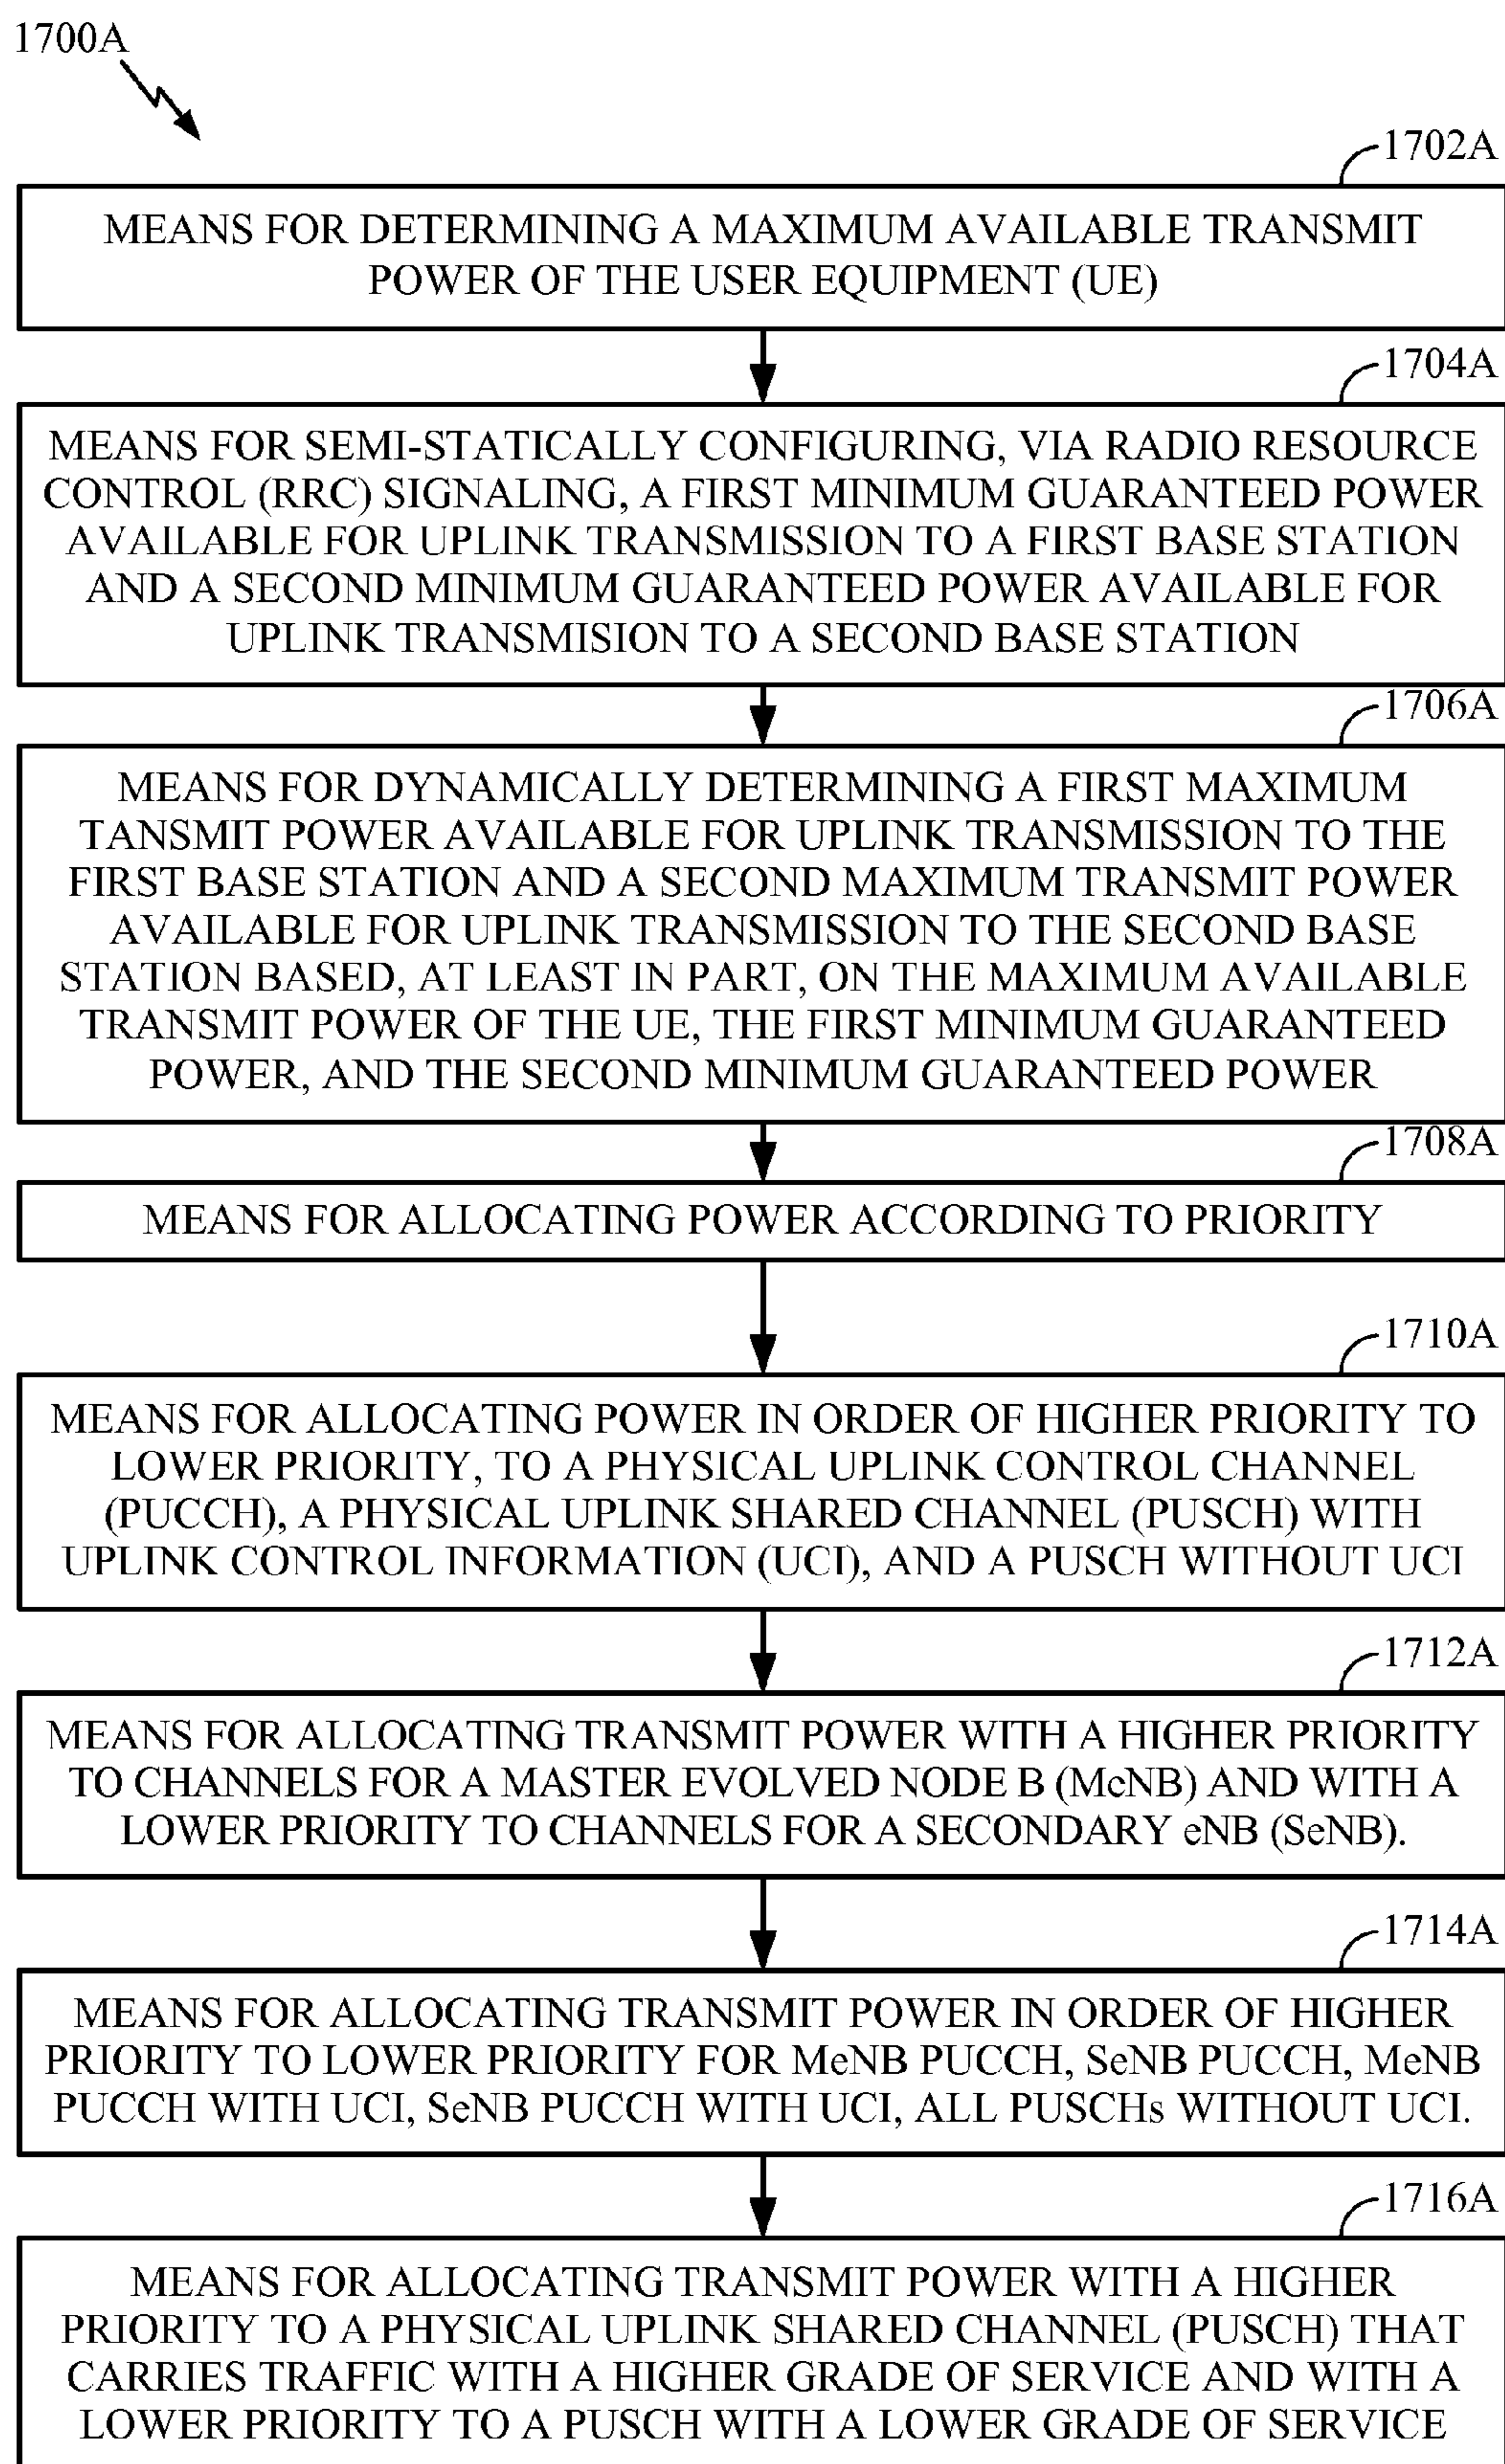 1700A
1702A
MEANS FOR DETERMINING A MAXIMUM AVAILABLE TRANSMIT
POWER OF THE USER EQUIPMENT (UE)
1704A
MEANS FOR SEMI-STATICALLY CONFIGURING, VIA RADIO RESOURCE
CONTROL (RRC) SIGNALING, A FIRST MINIMUM GUARANTEED POWER
AVAILABLE FOR UPLINK TRANSMISSION TO A FIRST BASE STATION
AND A SECOND MINIMUM GUARANTEED POWER AVAILABLE FOR
UPLINK TRANSMISION TO A SECOND BASE STATION
1706A
MEANS FOR DYNAMICALLY DETERMINING A FIRST MAXIMUM
TANSMIT POWER AVAILABLE FOR UPLINK TRANSMISSION TO THE
FIRST BASE STATION AND A SECOND MAXIMUM TRANSMIT POWER
AVAILABLE FOR UPLINK TRANSMISSION TO THE SECOND BASE
STATION BASED, AT LEAST IN PART, ON THE MAXIMUM AVAILABLE
TRANSMIT POWER OF THE UE, THE FIRST MINIMUM GUARANTEED
POWER, AND THE SECOND MINIMUM GUARANTEED POWER
1708A
MEANS FOR ALLOCATING POWER ACCORDING TO PRIORITY
1710A
MEANS FOR ALLOCATING POWER IN ORDER OF HIGHER PRIORITY TO
LOWER PRIORITY, TO A PHYSICAL UPLINK CONTROL CHANNEL
(PUCCH), A PHYSICAL UPLINK SHARED CHANNEL (PUSCH) WITH
UPLINK CONTROL INFORMATION (UCI), AND A PUSCH WITHOUT UCI
1712A
MEANS FOR ALLOCATING TRANSMIT POWER WITH A HIGHER PRIORITY
TO CHANNELS FOR A MASTER EVOLVED NODE B (MeNB) AND WITH A
LOWER PRIORITY TO CHANNELS FOR A SECONDARY eNB (SeNB).
1714A
MEANS FOR ALLOCATING TRANSMIT POWER IN ORDER OF HIGHER
PRIORITY TO LOWER PRIORITY FOR MeNB PUCCH, SeNB PUCCH, MeNB
PUCCH WITH UCI, SeNB PUCCH WITH UCI, ALL PUSCHs WITHOUT UCI.
1716A
MEANS FOR ALLOCATING TRANSMIT POWER WITH A HIGHER
PRIORITY TO A PHYSICAL UPLINK SHARED CHANNEL (PUSCH) THAT
CARRIES TRAFFIC WITH A HIGHER GRADE OF SERVICE AND WITH A
LOWER PRIORITY TO A PUSCH WITH A LOWER GRADE OF SERVICE